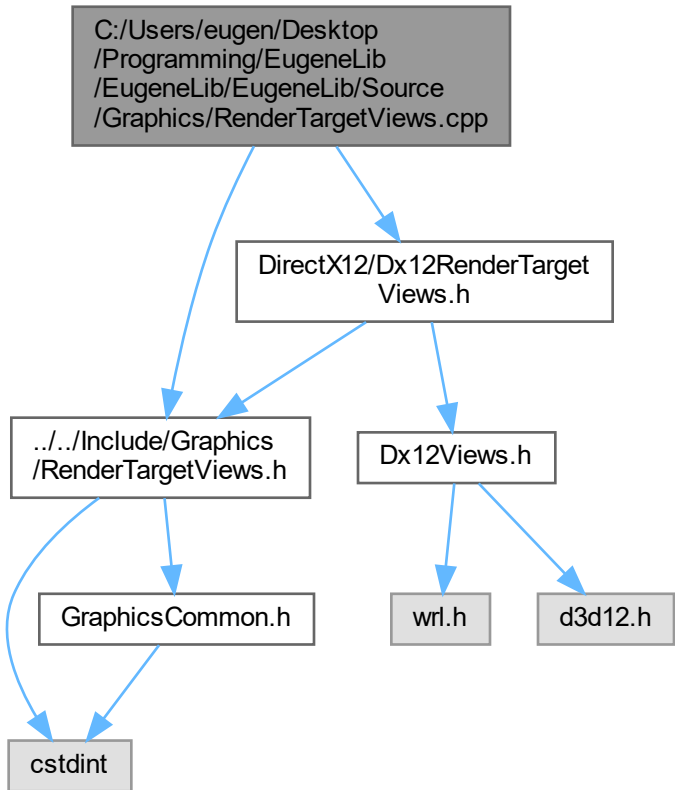 C:/Users/eugen/Desktop
/Programming/EugeneLib
/EugeneLib/EugeneLib/Source
/Graphics/RenderTargetViews.cpp
DirectX12/Dx12RenderTarget
Views.h
../../Include/Graphics
/RenderTargetViews.h
Dx12Views.h
GraphicsCommon.h
wrl.h
d3d12.h
cstdint